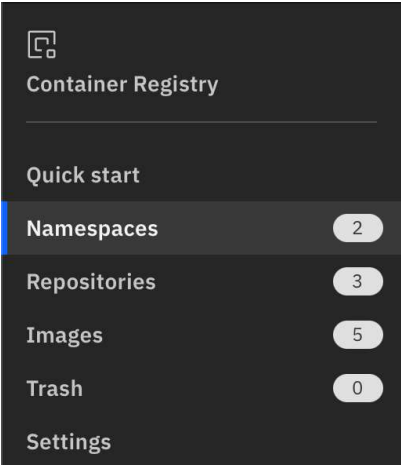 Container Registry
Quick start
Namespaces 2
Repositories 3
Images 5
Trash 0
Settings